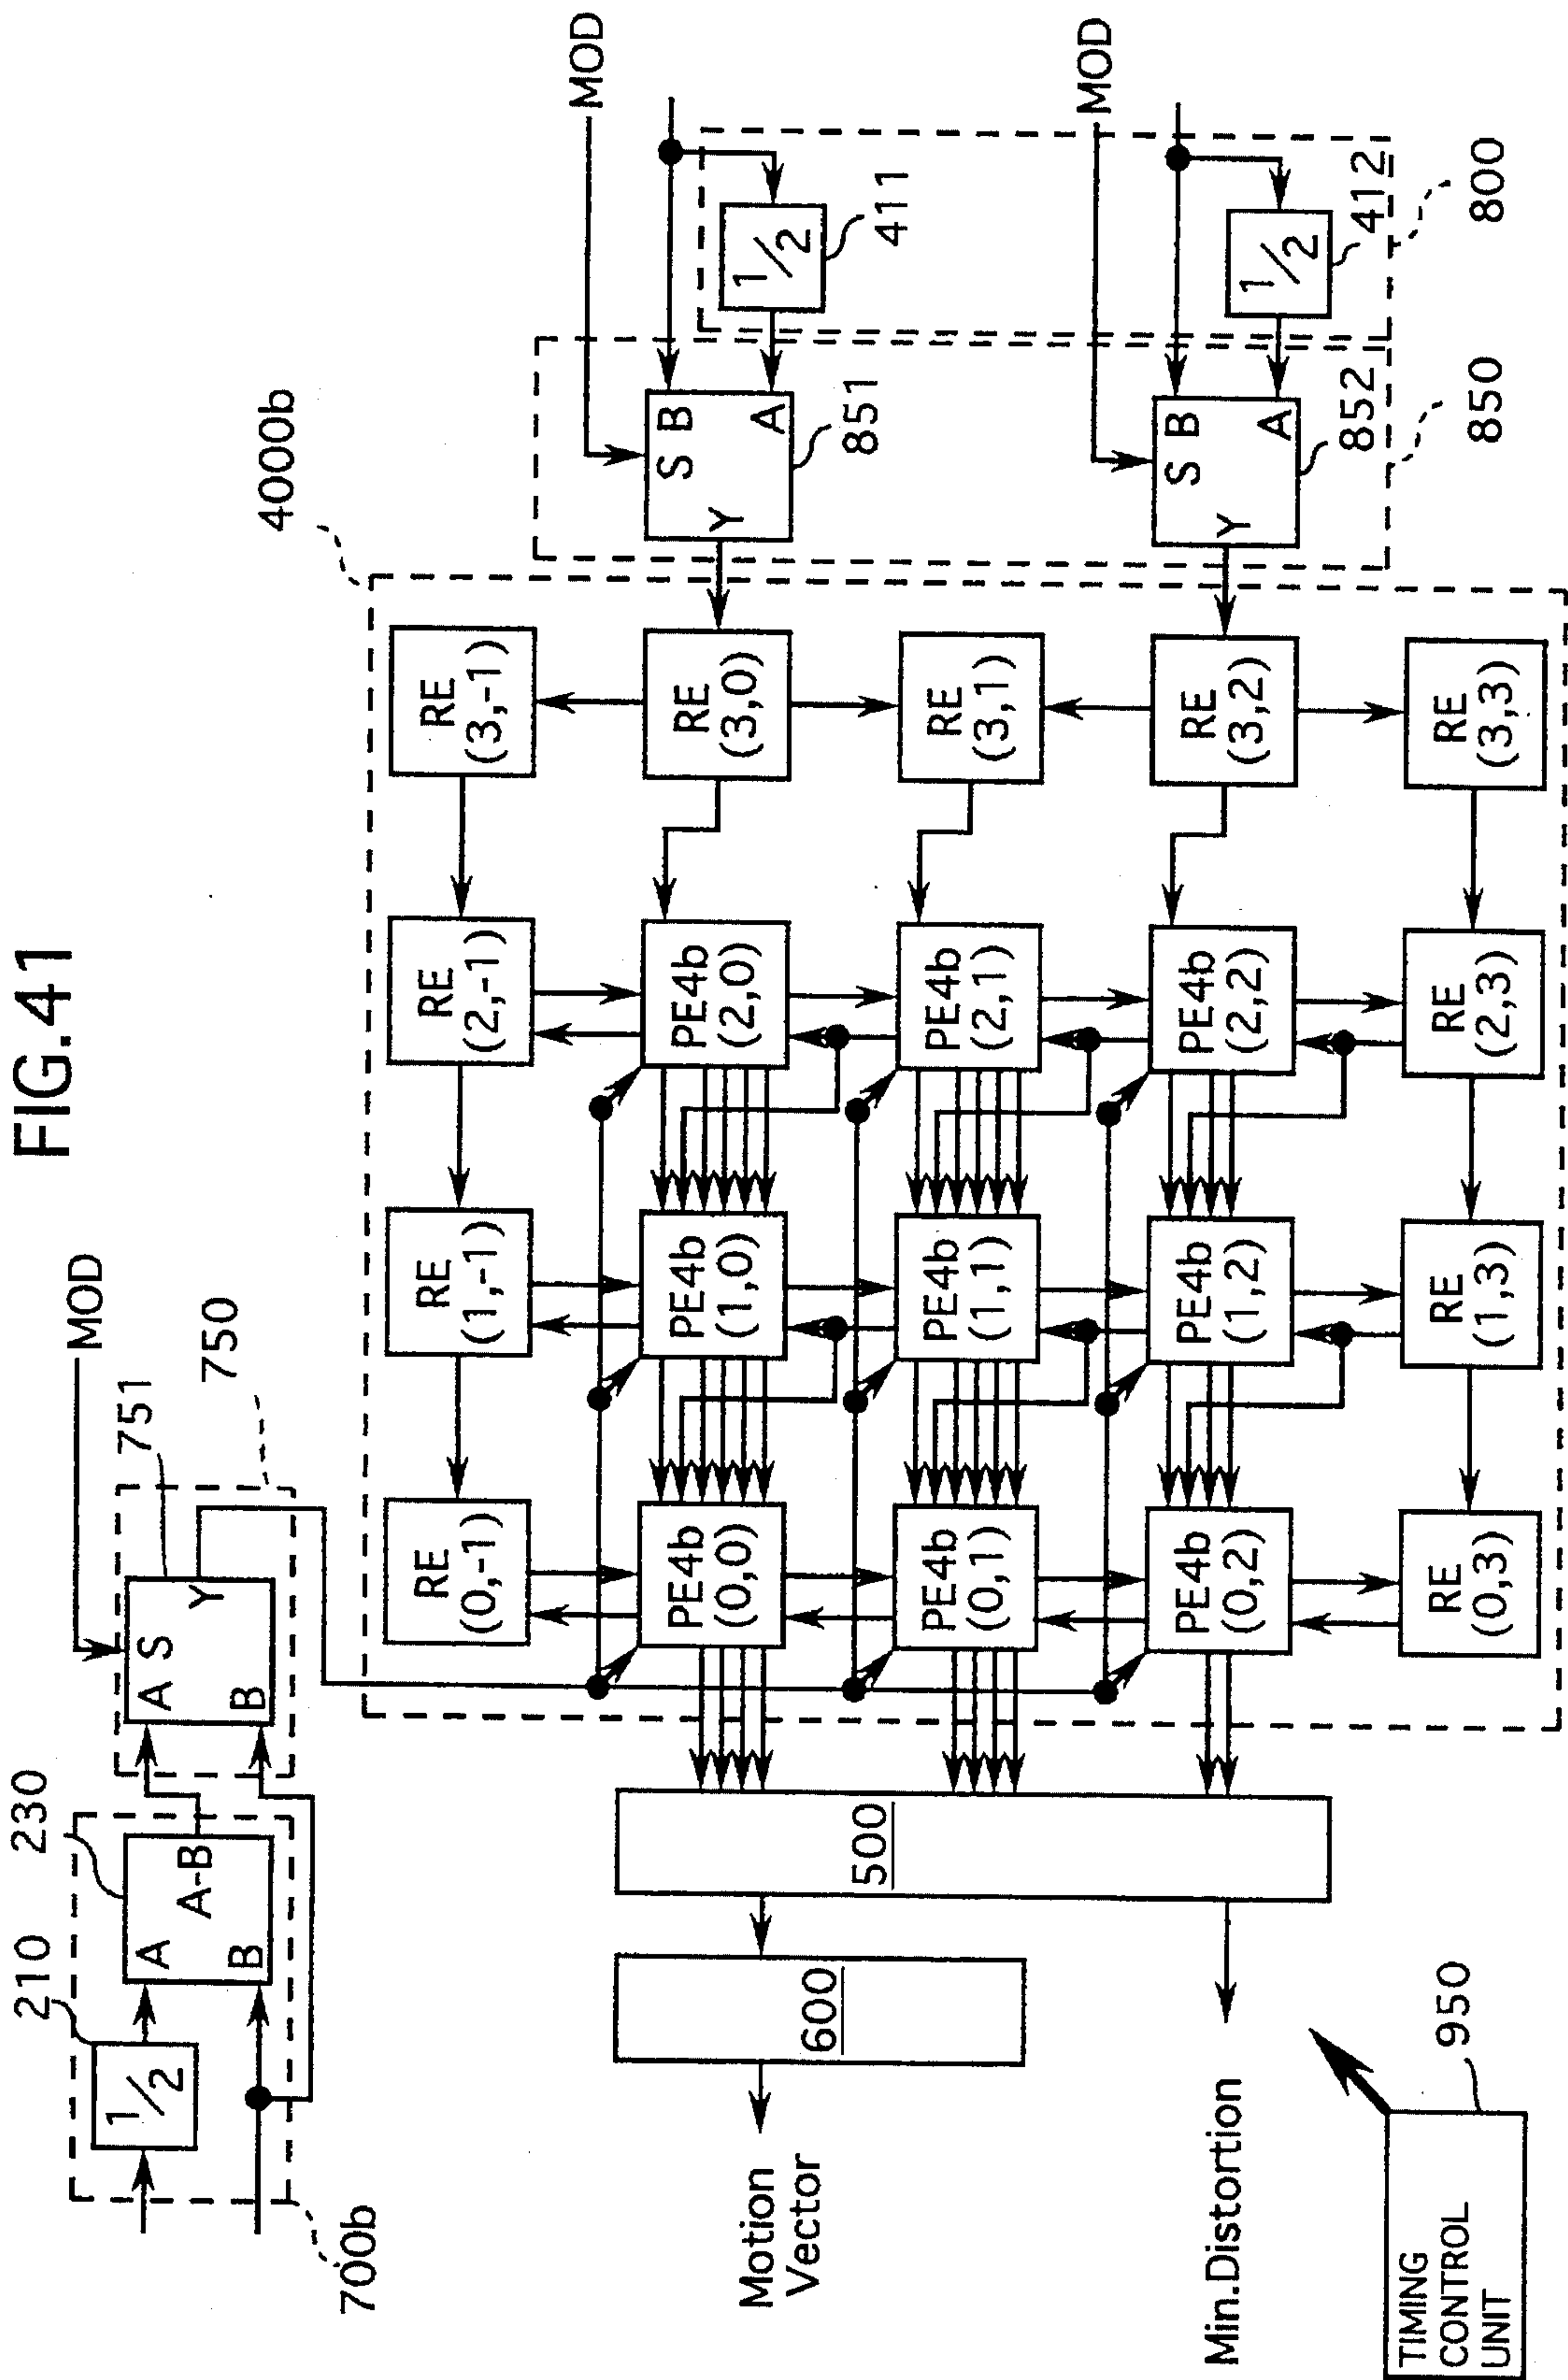 FIG.41
210
230
751
750
MOD
1/2
A
B
A-B
A S
B
Y
700b
4000b
RE
(0,-1)
RE
(1,-1)
RE
(2,-1)
RE
(3,-1)
MOD
PE4b
(0,0)
PE4b
(1,0)
PE4b
(2,0)
RE
(3,0)
S B
Y
A
851
1/2
411
PE4b
(0,1)
PE4b
(1,1)
PE4b
(2,1)
RE
(3,1)
MOD
PE4b
(0,2)
PE4b
(1,2)
PE4b
(2,2)
RE
(3,2)
S B
Y
A
852
1/2
412
RE
(0,3)
RE
(1,3)
RE
(2,3)
RE
(3,3)
850
800
500
600
Motion
Vector
Min.Distortion
TIMING
CONTROL
UNIT
950